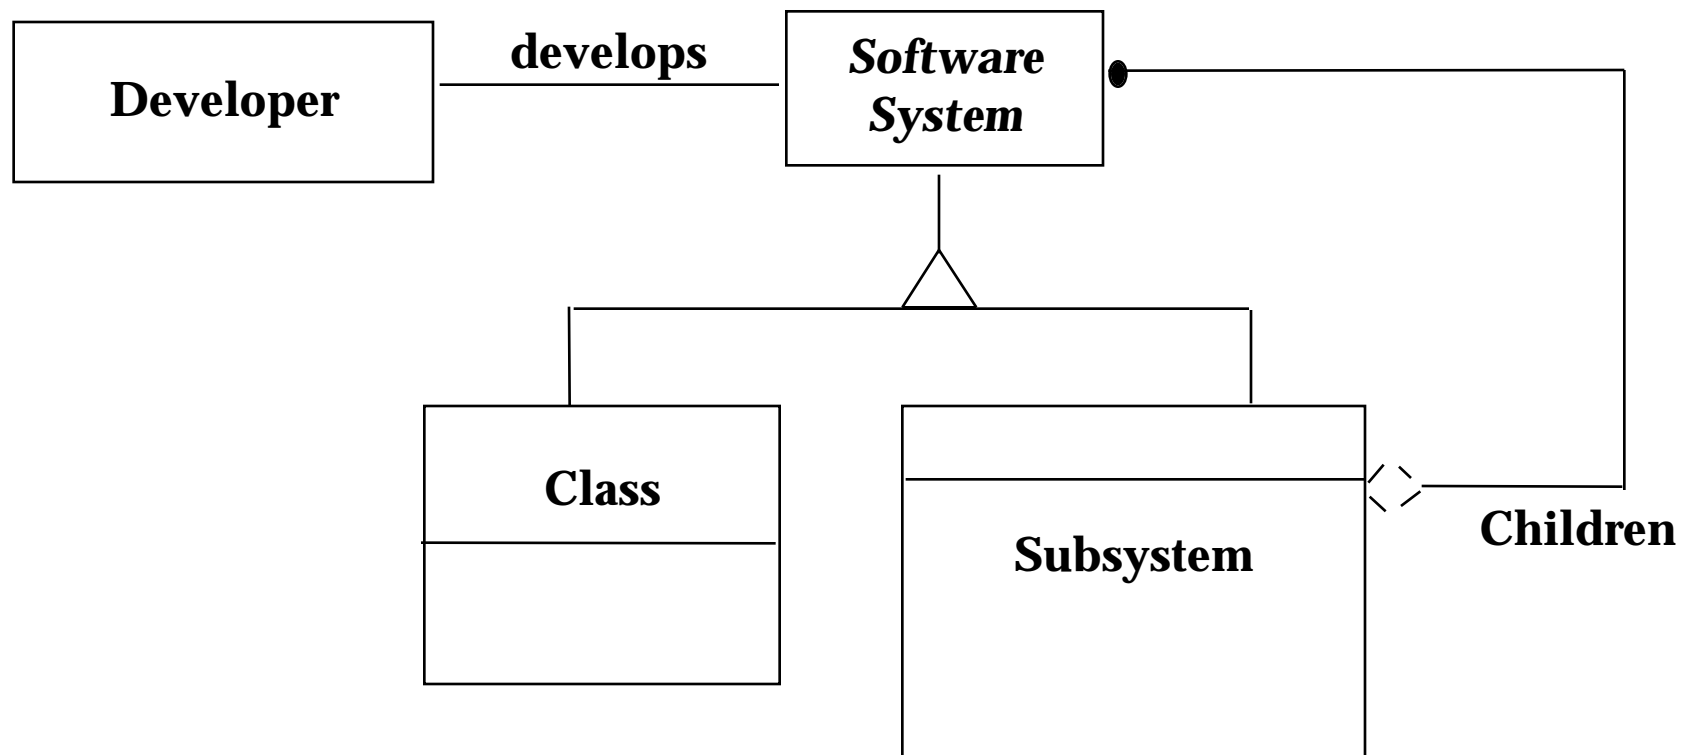 Developer
develops
Software
System
Class
Subsystem
Children